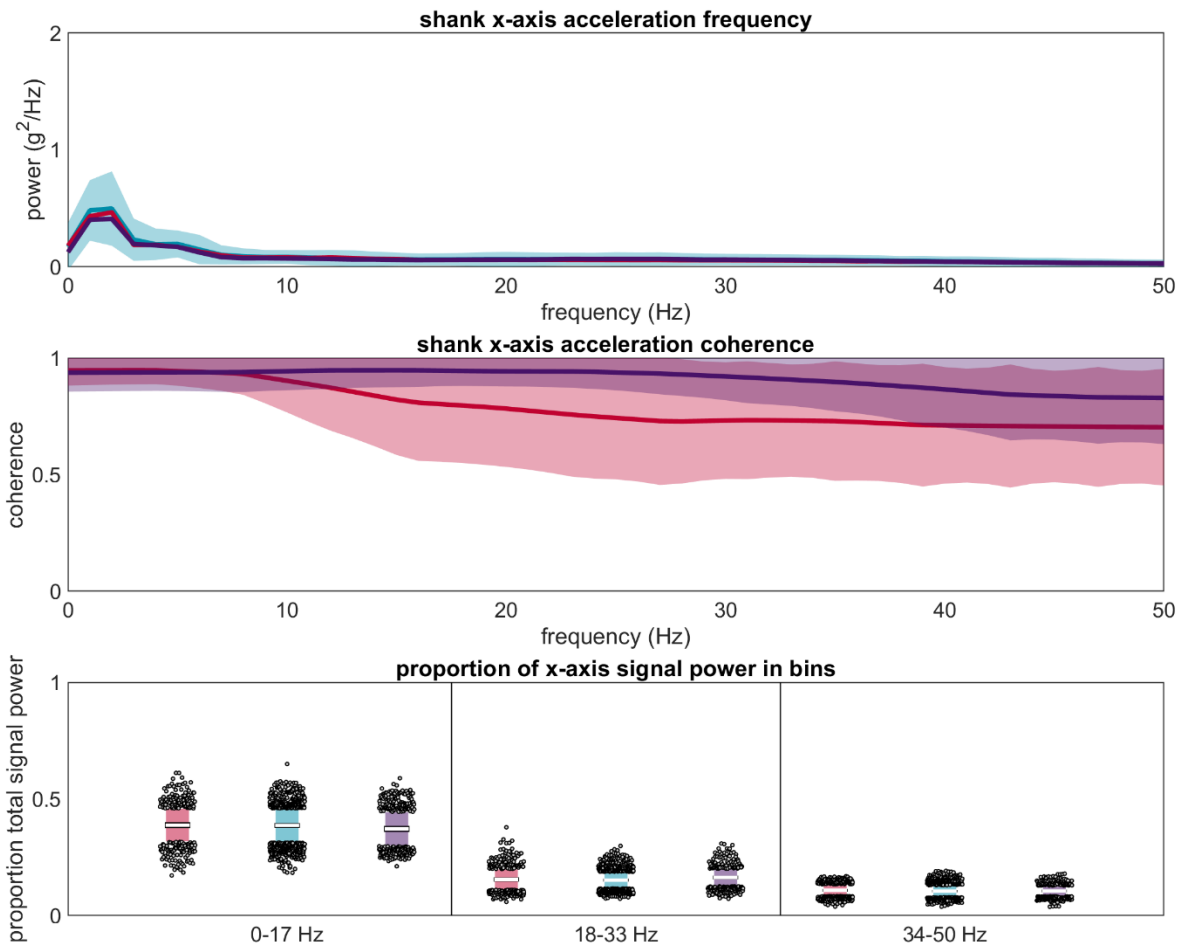 shank x-axis acceleration frequency
2
1
0
power (g²/Hz)
0 10 20 30 40 50
frequency (Hz)
shank x-axis acceleration coherence
1
0.5
0
coherence
0 10 20 30 40 50
frequency (Hz)
proportion of x-axis signal power in bins
1
0.5
0
proportion total signal power
0-17 Hz 18-33 Hz 34-50 Hz